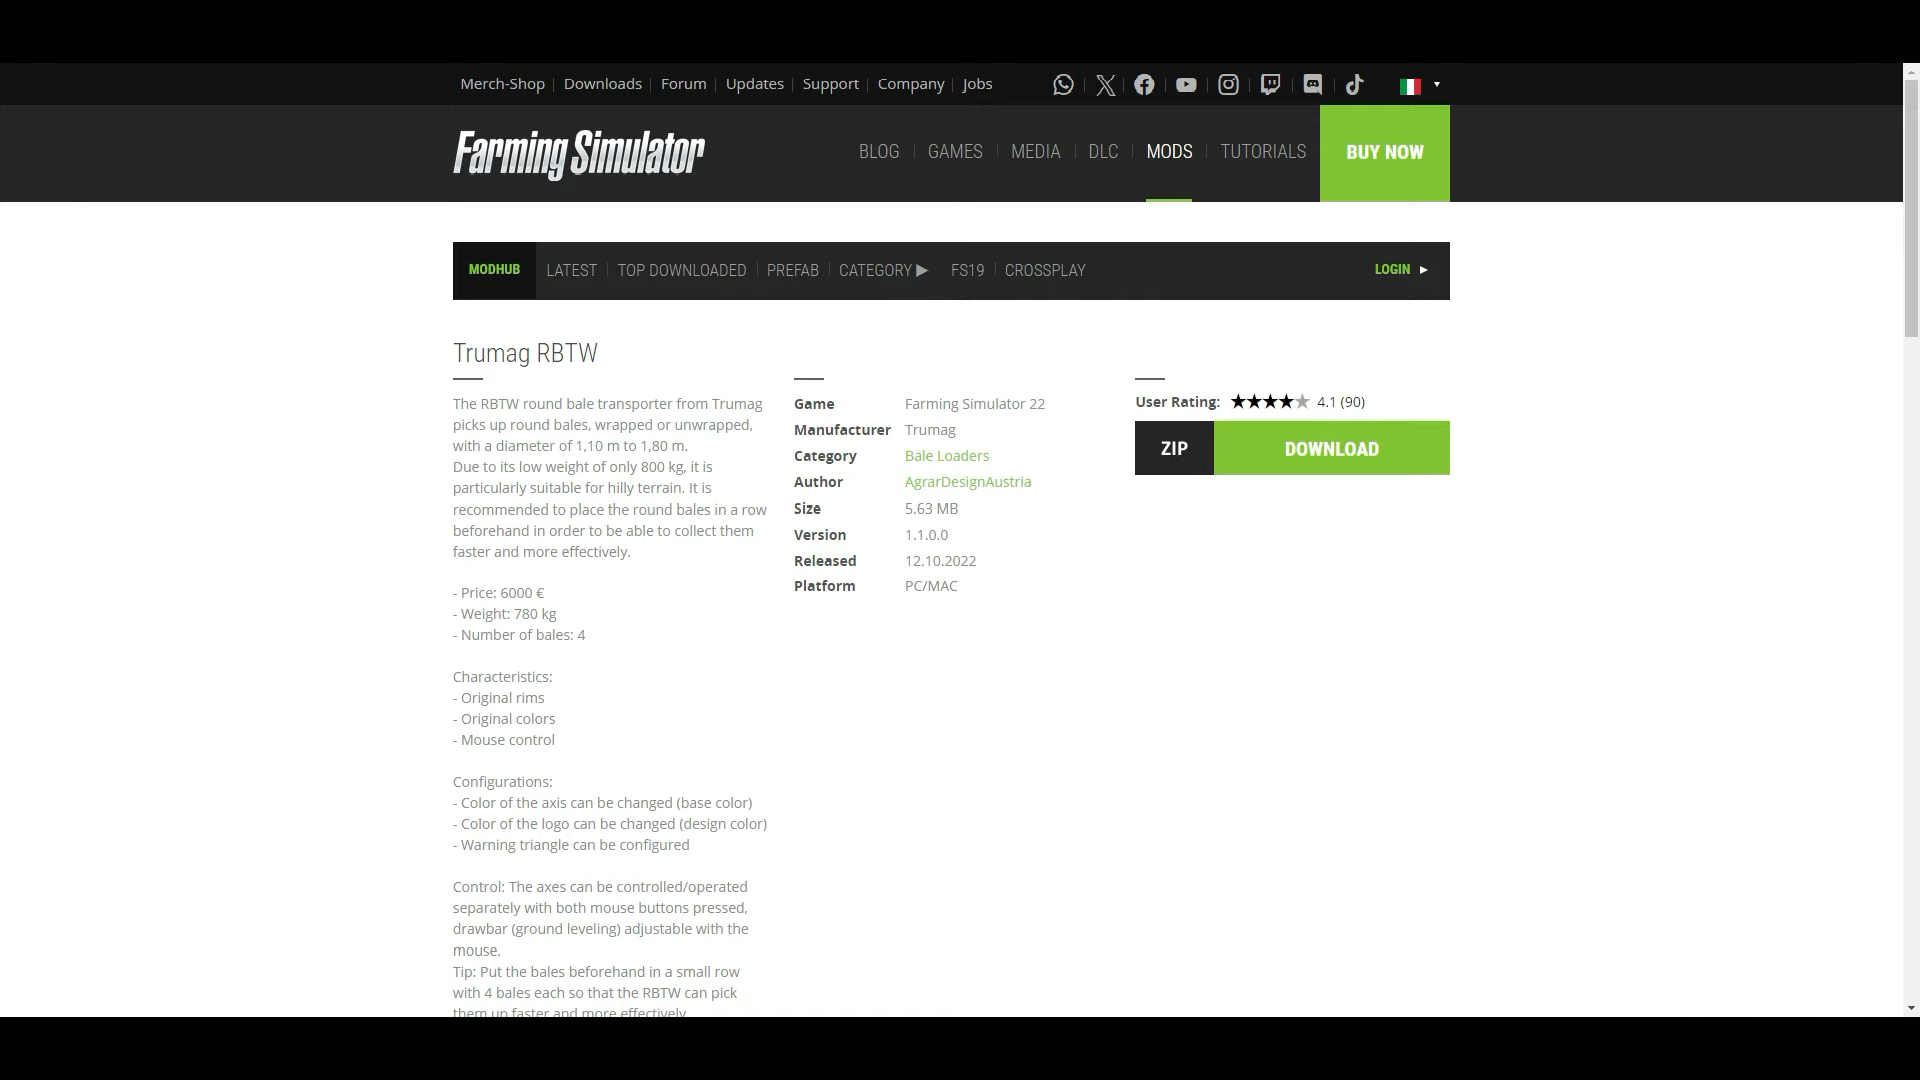 Merch-Shop Downloads Forum Updates Support Company Jobs
Farming Simulator BLOG GAMES MEDIA DLC MODS TUTORIALS BUY NOW
MODHUB LATEST TOP DOWNLOADED PREFAB CATEGORY FS19 CROSSPLAY LOGIN
Trumag RBTW
The RBTW round bale transporter from Trumag
picks up round bales, wrapped or unwrapped,
with a diameter of 1,10 m to 1,80 m.
Due to its low weight of only 800 kg, it is
particularly suitable for hilly terrain. It is
recommended to place the round bales in a row
beforehand in order to be able to collect them
faster and more effectively.
- Price: 6000 €
- Weight: 780 kg
- Number of bales: 4
Characteristics:
- Original rims
- Original colors
- Mouse control
Configurations:
- Color of the axis can be changed (base color)
- Color of the logo can be changed (design color)
- Warning triangle can be configured
Control: The axes can be controlled/operated
separately with both mouse buttons pressed,
drawbar (ground leveling) adjustable with the
mouse.
Tip: Put the bales beforehand in a small row
with 4 bales each so that the RBTW can pick
them up faster and more effectively
Game Farming Simulator 22
Manufacturer Trumag
Category Bale Loaders
Author AgrarDesignAustria
Size 5.63 MB
Version 1.1.0.0
Released 12.10.2022
Platform PC/MAC
User Rating: 4.1 (90)
ZIP DOWNLOAD